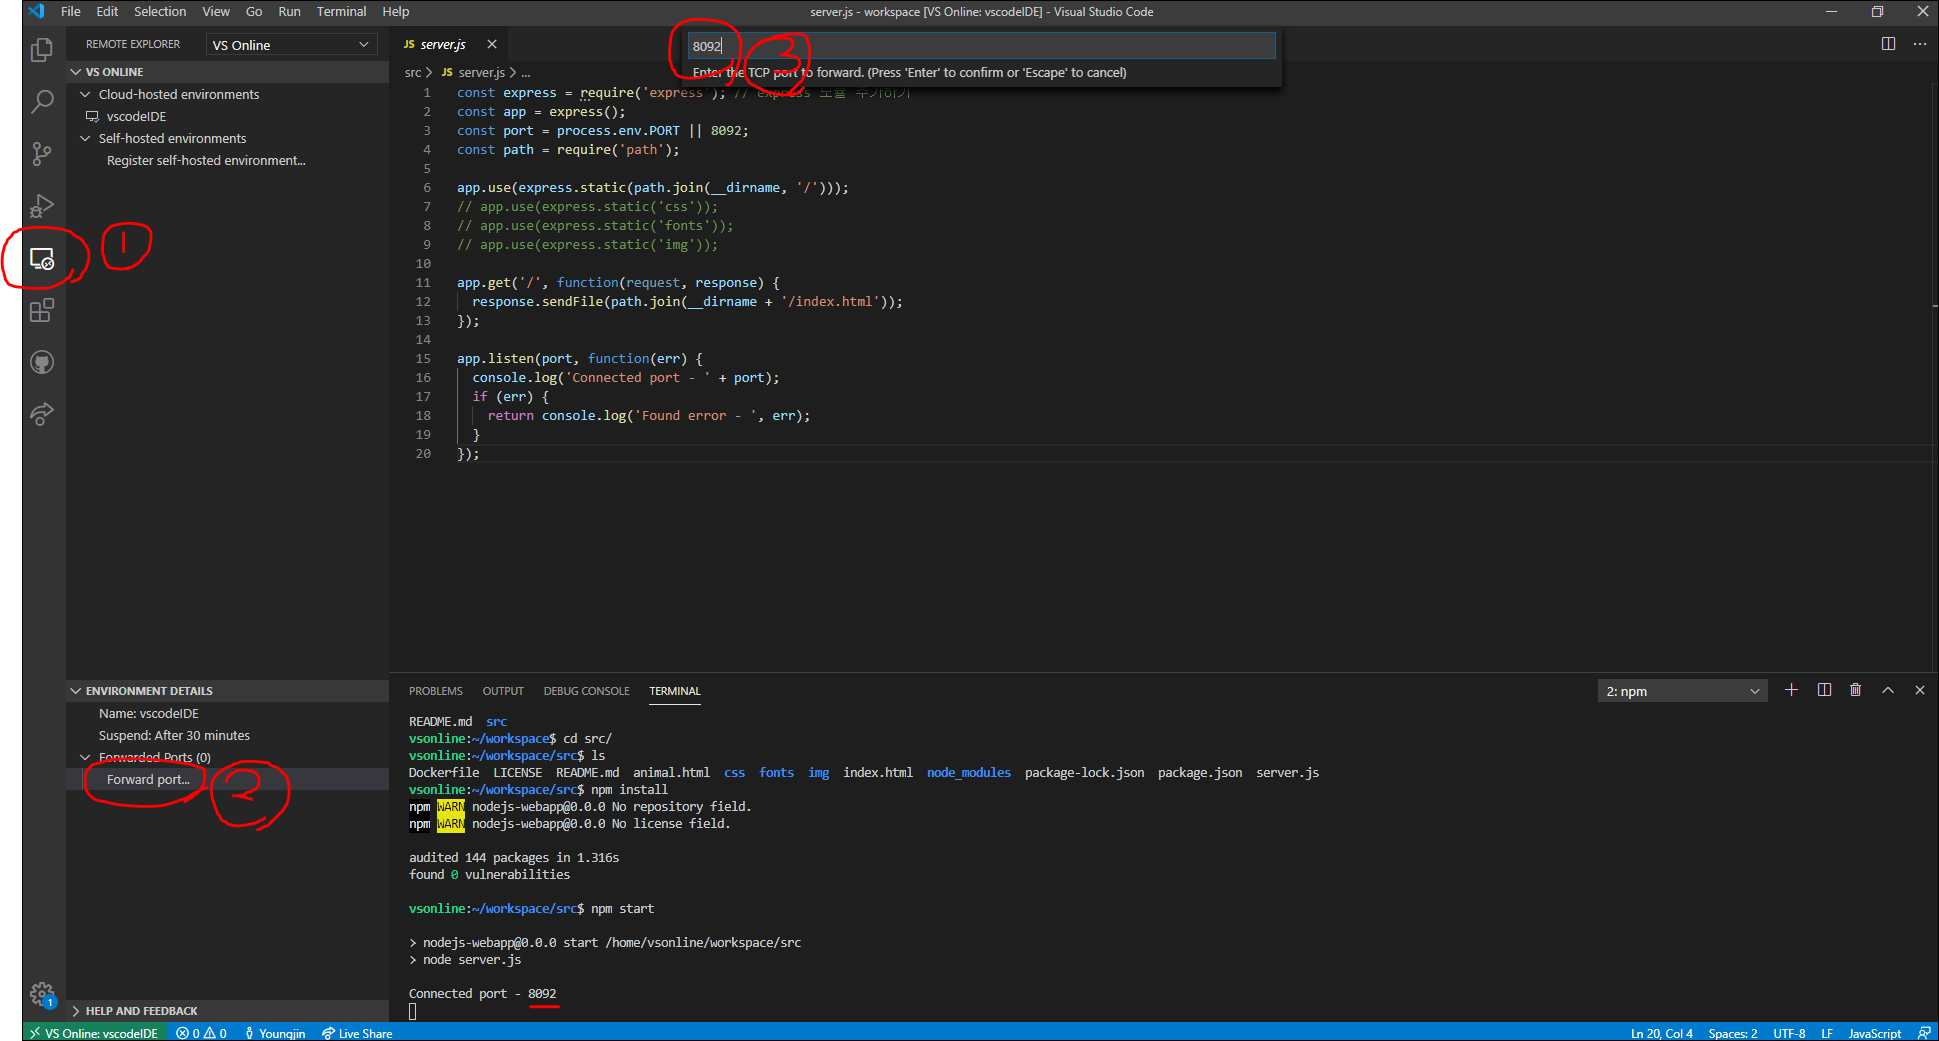 File Edit Selection View Go Run Terminal Help
server.js - workspace [VS Online: vscodeIDE] - Visual Studio Code
REMOTE EXPLORER
VS Online
VS ONLINE
Cloud-hosted environments
vscodeIDE
Self-hosted environments
Register self-hosted environment...
1
ENVIRONMENT DETAILS
Name: vscodeIDE
Suspend: After 30 minutes
Forwarded Ports (0)
Forward port...
2
HELP AND FEEDBACK
1
JS server.js
8092
3
Enter the TCP port to forward. (Press 'Enter' to confirm or 'Escape' to cancel)
src > JS server.js > ...
1 const express = require('express'); // express 모듈 추가하기
2 const app = express();
3 const port = process.env.PORT || 8092;
4 const path = require('path');
5
6 app.use(express.static(path.join(__dirname, '/')));
7 // app.use(express.static('css'));
8 // app.use(express.static('fonts'));
9 // app.use(express.static('img'));
10
11 app.get('/', function(request, response) {
12 response.sendFile(path.join(__dirname + '/index.html'));
13 });
14
15 app.listen(port, function(err) {
16 console.log('Connected port - ' + port);
17 if (err) {
18 return console.log('Found error - ', err);
19 }
20 });
PROBLEMS OUTPUT DEBUG CONSOLE TERMINAL
2: npm
README.md src
vsonline:~/workspace$ cd src/
vsonline:~/workspace/src$ ls
Dockerfile LICENSE README.md animal.html css fonts img index.html node_modules package-lock.json package.json server.js
vsonline:~/workspace/src$ npm install
npm WARN nodejs-webapp@0.0.0 No repository field.
npm WARN nodejs-webapp@0.0.0 No license field.
audited 144 packages in 1.316s
found 0 vulnerabilities
vsonline:~/workspace/src$ npm start
> nodejs-webapp@0.0.0 start /home/vsonline/workspace/src
> node server.js
Connected port - 8092
VS Online: vscodeIDE 0 0 Youngjin Live Share
Ln 20, Col 4 Spaces: 2 UTF-8 LF JavaScript